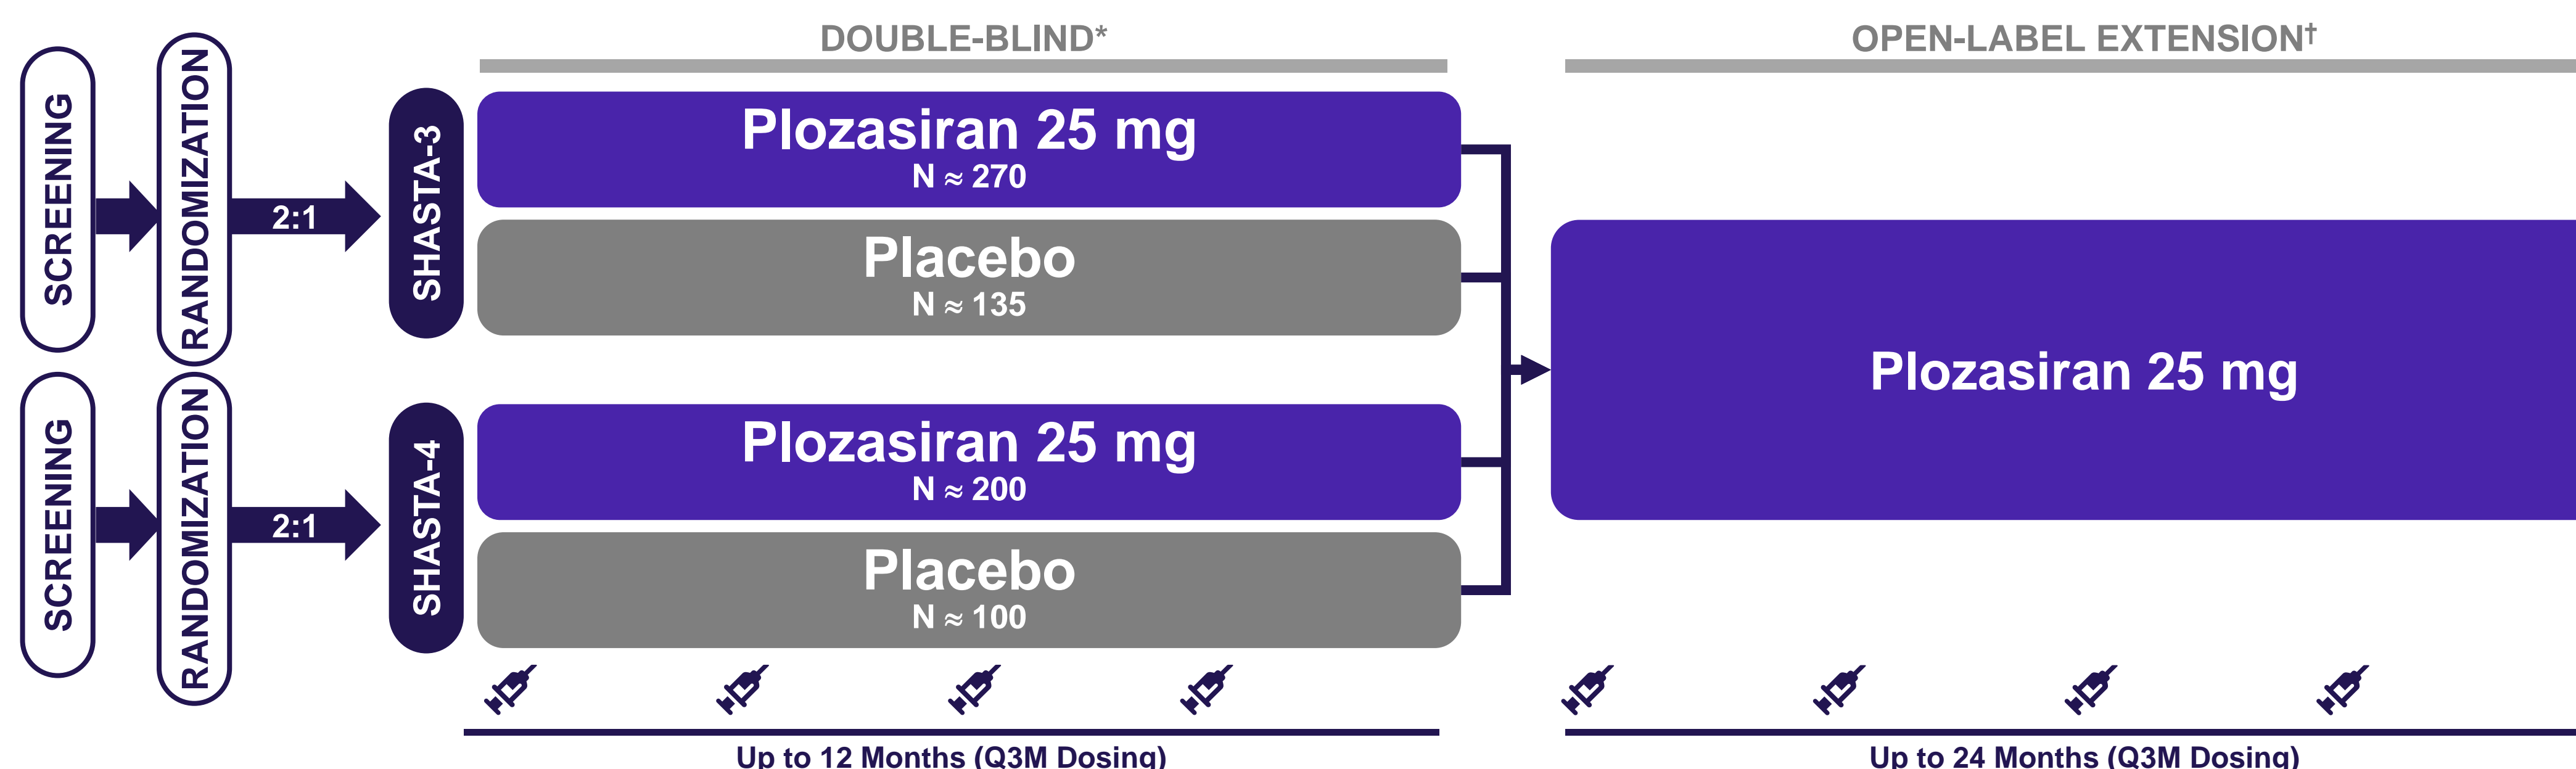 DOUBLE-BLIND*
OPEN-LABEL EXTENSION†
SCREENING
RANDOMIZATION
2:1
SHASTA-3
Plozasiran 25 mg
N ≈ 270
Placebo
N ≈ 135
SCREENING
RANDOMIZATION
2:1
SHASTA-4
Plozasiran 25 mg
N ≈ 200
Placebo
N ≈ 100
Plozasiran 25 mg
Up to 12 Months (Q3M Dosing)
Up to 24 Months (Q3M Dosing)